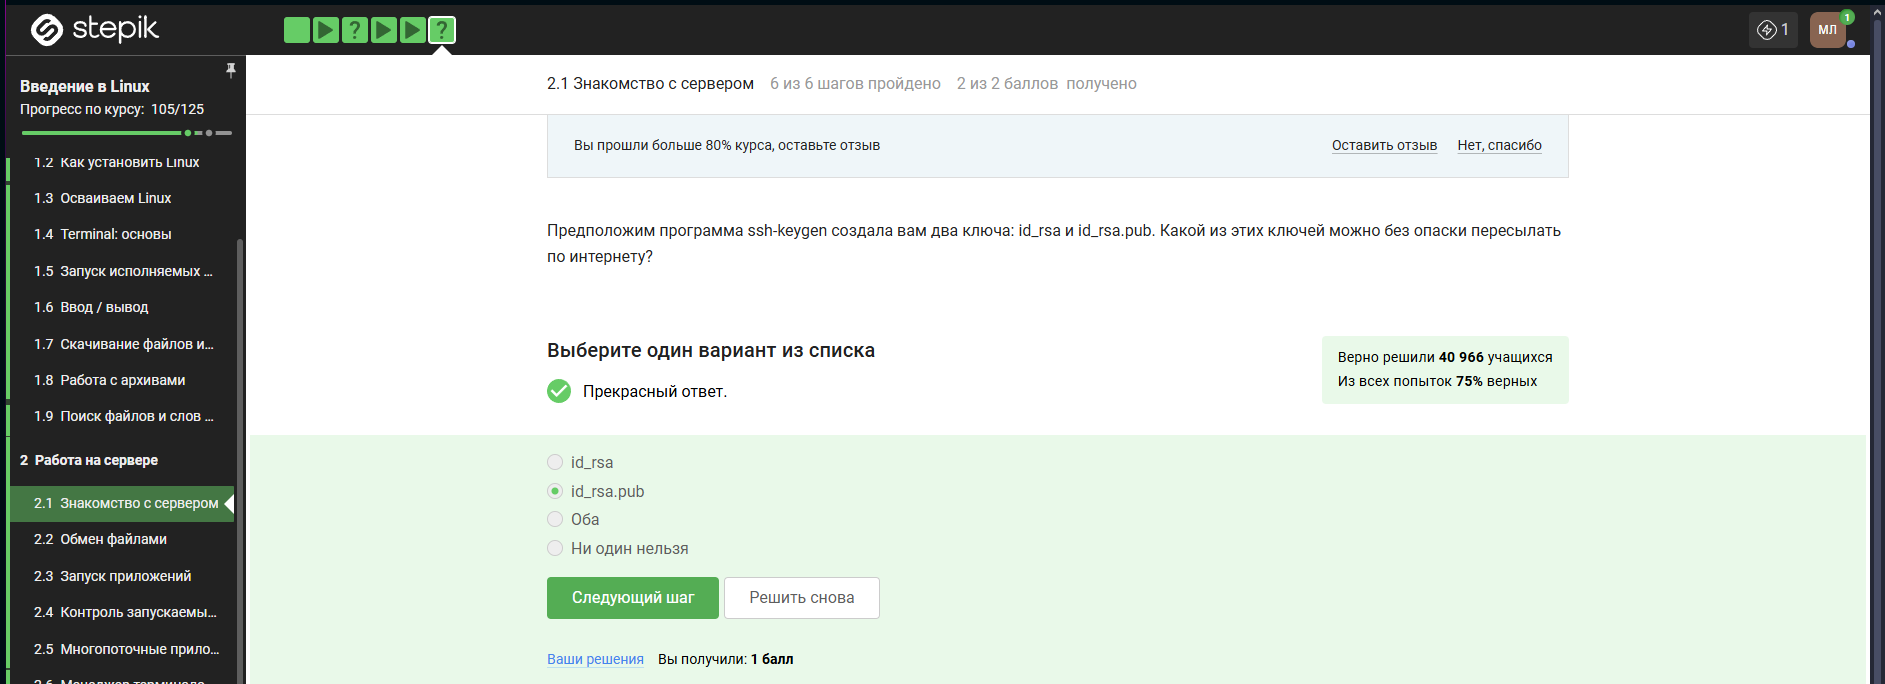 stepik
?
?
1
МЛ
1
Введение в Linux
Прогресс по курсу: 105/125
1.2 Как установить Linux
1.3 Осваиваем Linux
1.4 Terminal: основы
1.5 Запуск исполняемых ...
1.6 Ввод / вывод
1.7 Скачивание файлов и...
1.8 Работа с архивами
1.9 Поиск файлов и слов ...
2 Работа на сервере
2.1 Знакомство с сервером
2.2 Обмен файлами
2.3 Запуск приложений
2.4 Контроль запускаемы...
2.5 Многопоточные прило...
2.1 Знакомство с сервером 6 из 6 шагов пройдено 2 из 2 баллов получено
Вы прошли больше 80% курса, оставьте отзыв Оставить отзыв Нет, спасибо
Предположим программа ssh-keygen создала вам два ключа: id_rsa и id_rsa.pub. Какой из этих ключей можно без опаски пересылать
по интернету?
Выберите один вариант из списка
Прекрасный ответ.
Верно решили 40 966 учащихся
Из всех попыток 75% верных
id_rsa
id_rsa.pub
Оба
Ни один нельзя
Следующий шаг Решить снова
Ваши решения Вы получили: 1 балл